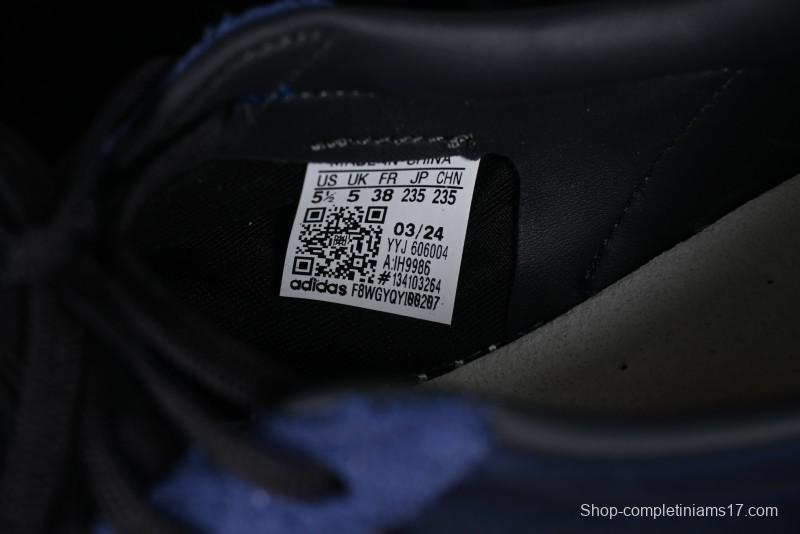 MADE IN CHINA
US UK FR JP CHN
5½ 5 38 235 235
03/24
YYJ 606004
A:IH9986
#134103264
adidas
Shop-completiniams17.com